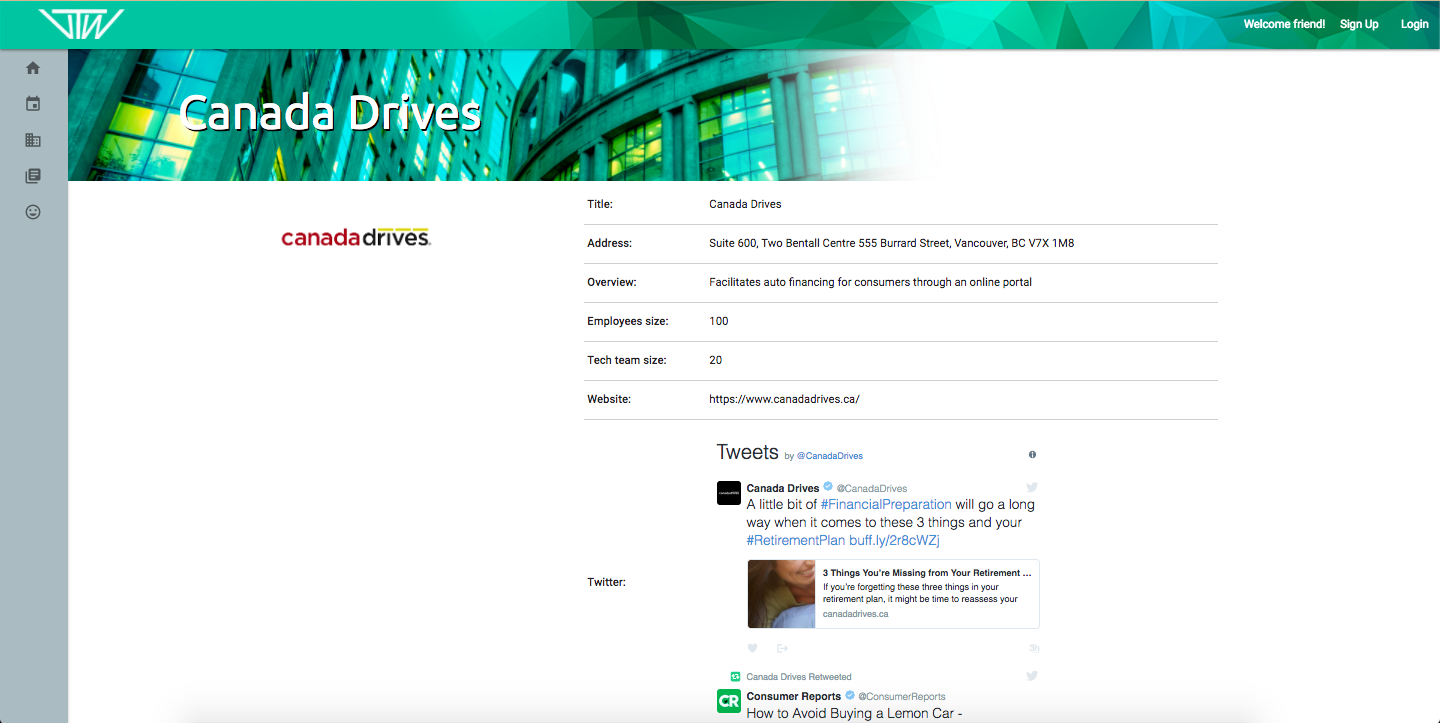 VTW
Welcome friend! Sign Up Login
Canada Drives
canadadrives
Title: Canada Drives
Address: Suite 600, Two Bentall Centre 555 Burrard Street, Vancouver, BC V7X 1M8
Overview: Facilitates auto financing for consumers through an online portal
Employees size: 100
Tech team size: 20
Website: https://www.canadadrives.ca/
Tweets by @CanadaDrives
Canada Drives @CanadaDrives
A little bit of #FinancialPreparation will go a long
way when it comes to these 3 things and your
#RetirementPlan buff.ly/2r8cWZj
Twitter:
3 Things You're Missing from Your Retirement ...
If you're forgetting these three things in your
retirement plan, it might be time to reassess your
canadadrives.ca
3h
Canada Drives Retweeted
CR
Consumer Reports @ConsumerReports
How to Avoid Buying a Lemon Car -